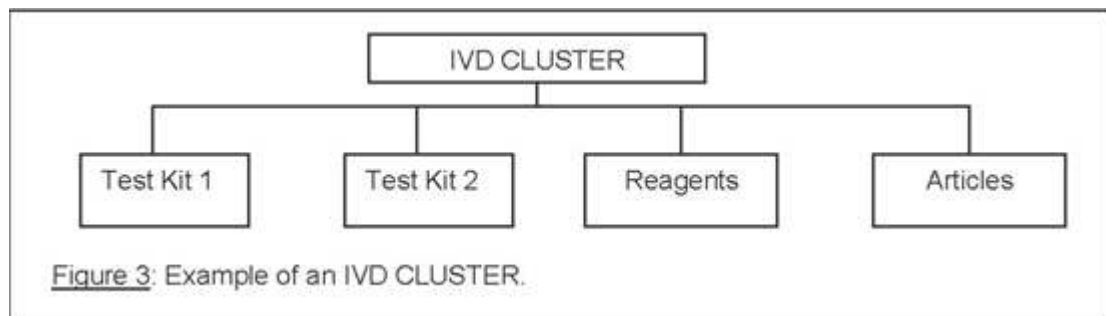 IVD CLUSTER
Test Kit 1
Test Kit 2
Reagents
Articles
Figure 3: Example of an IVD CLUSTER.